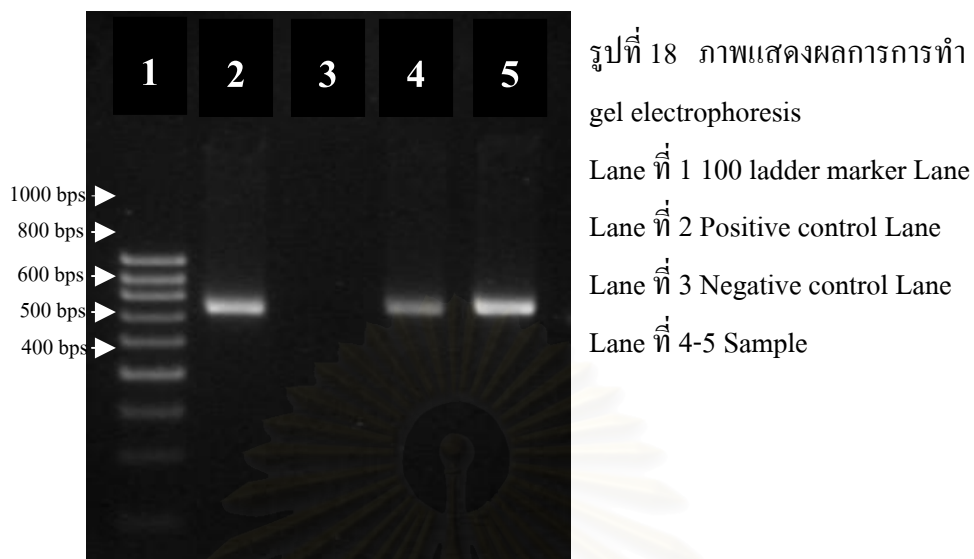 1 2 3 4 5
1000 bps
800 bps
600 bps
500 bps
400 bps
รูปที่ 18 ภาพแสดงผลการการทำ
gel electrophoresis
Lane ที่ 1 100 ladder marker Lane
Lane ที่ 2 Positive control Lane
Lane ที่ 3 Negative control Lane
Lane ที่ 4-5 Sample